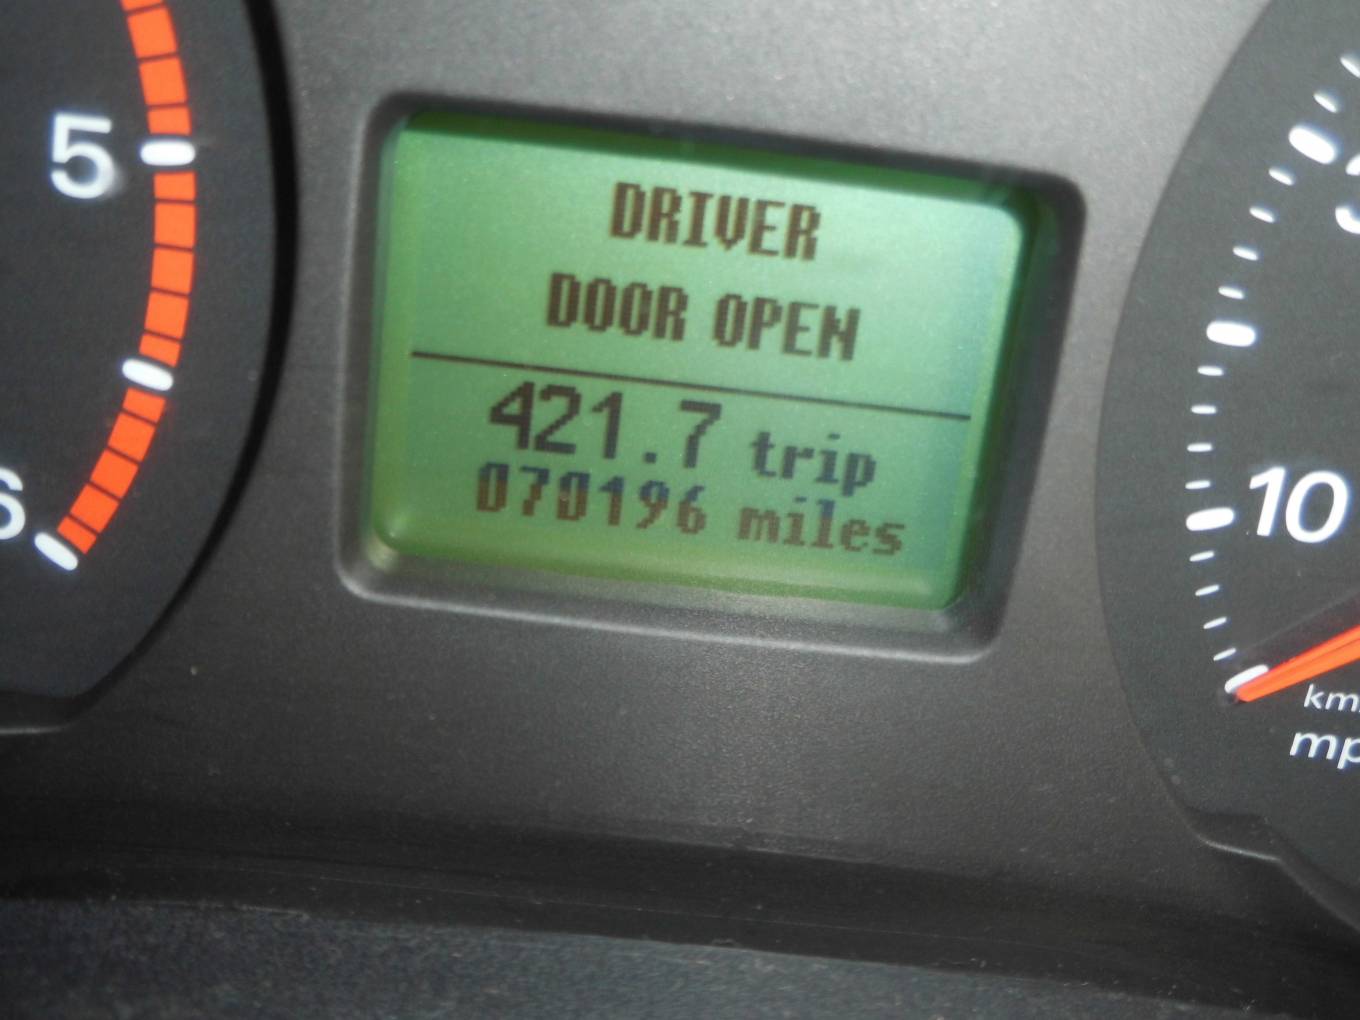 5
6
DRIVER
DOOR OPEN
421.7 trip
070196 miles
10